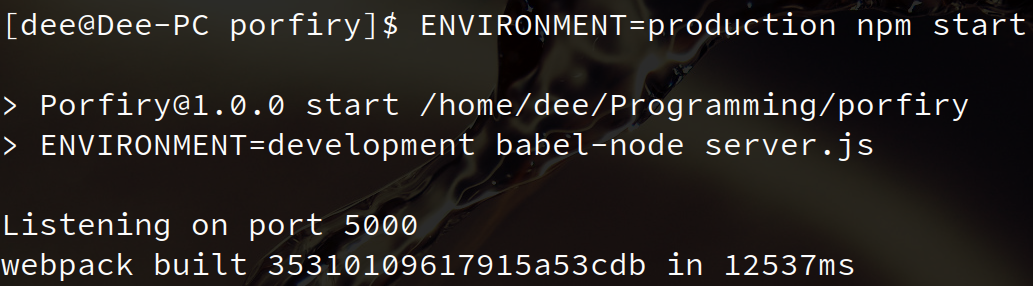 [dee@Dee-PC porfiry]$ ENVIRONMENT=production npm start
> Porfiry@1.0.0 start /home/dee/Programming/porfiry
> ENVIRONMENT=development babel-node server.js
Listening on port 5000
webpack built 35310109617915a53cdb in 12537ms